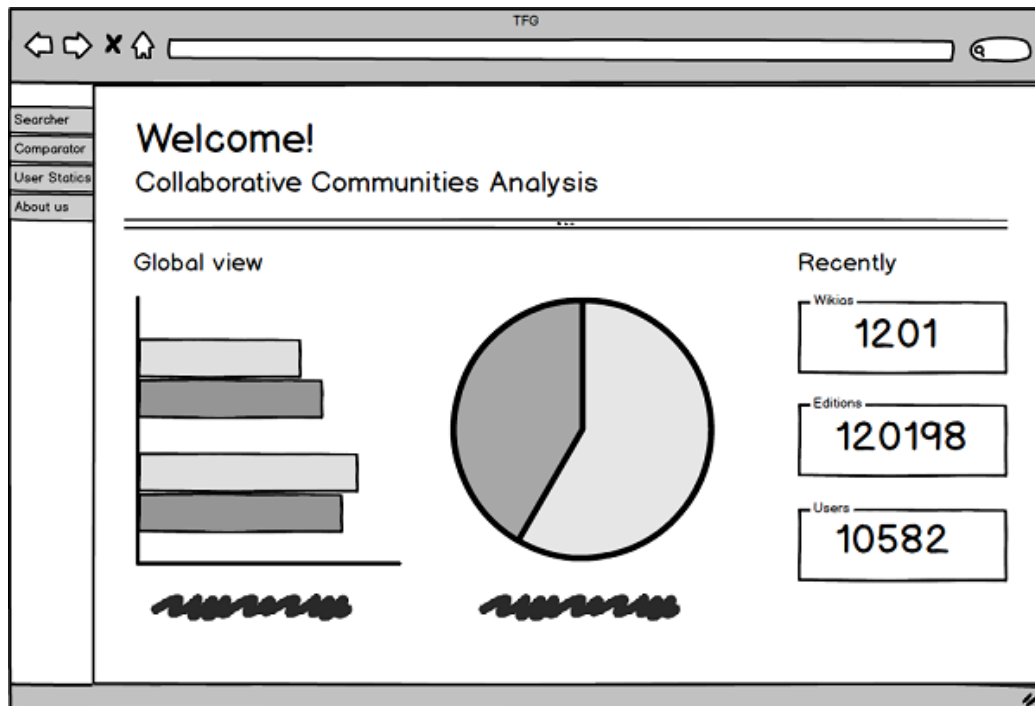 TFG
Searcher
Comparator
User Statics
About us
Welcome!
Collaborative Communities Analysis
Global view
Recently
Wikias
1201
Editions
120198
Users
10582